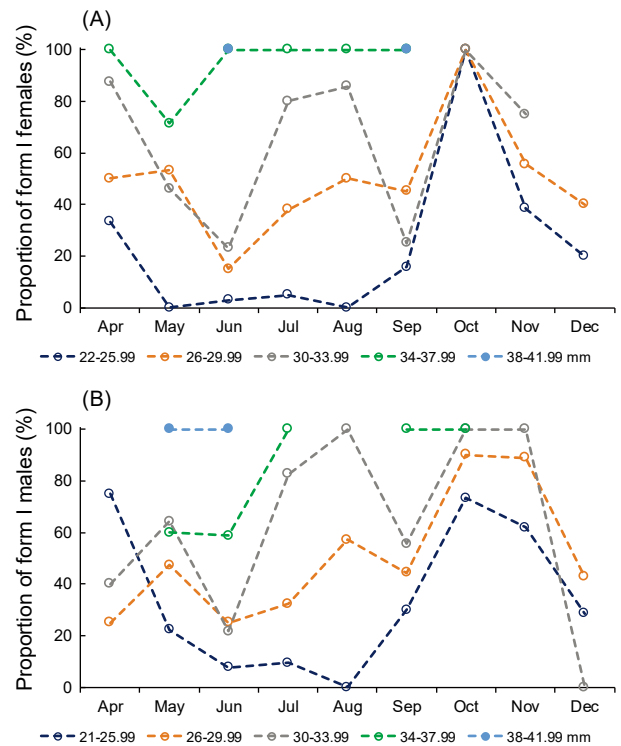 (A)
Proportion of form I females (%)
100
80
60
40
20
0
Apr May Jun Jul Aug Sep Oct Nov Dec
22-25.99 26-29.99 30-33.99 34-37.99 38-41.99 mm
(B)
Proportion of form I males (%)
100
80
60
40
20
0
Apr May Jun Jul Aug Sep Oct Nov Dec
21-25.99 26-29.99 30-33.99 34-37.99 38-41.99 mm